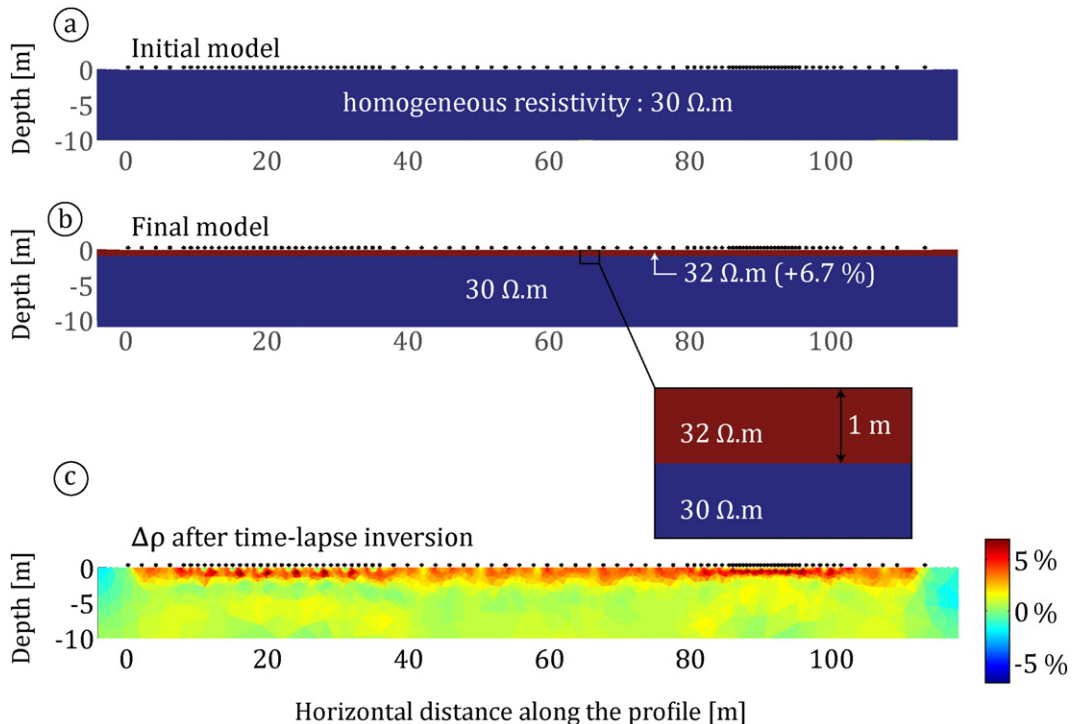 a
Initial model
Depth [m]
0
-5
-10
homogeneous resistivity : 30 Ω.m
0 20 40 60 80 100
b
Final model
Depth [m]
0
-5
-10
32 Ω.m (+6.7 %)
30 Ω.m
0 20 40 60 80 100
32 Ω.m
1 m
30 Ω.m
c
Δρ after time-lapse inversion
Depth [m]
0
-5
-10
0 20 40 60 80 100
5 %
0 %
-5 %
Horizontal distance along the profile [m]